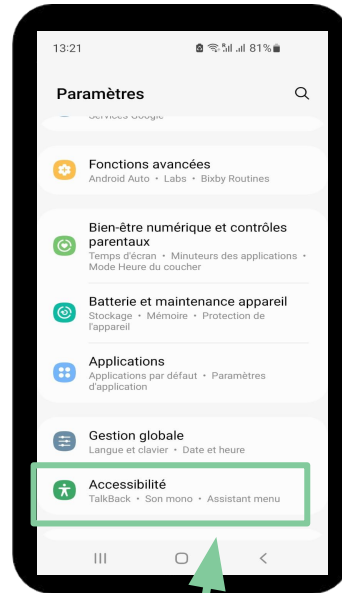 13:21 81%
Paramètres
Services Google
Fonctions avancées
Android Auto • Labs • Bixby Routines
Bien-être numérique et contrôles
parentaux
Temps d'écran • Minuteurs des applications •
Mode Heure du coucher
Batterie et maintenance appareil
Stockage • Mémoire • Protection de
l'appareil
Applications
Applications par défaut • Paramètres
d'application
Gestion globale
Langue et clavier • Date et heure
Accessibilité
TalkBack • Son mono • Assistant menu